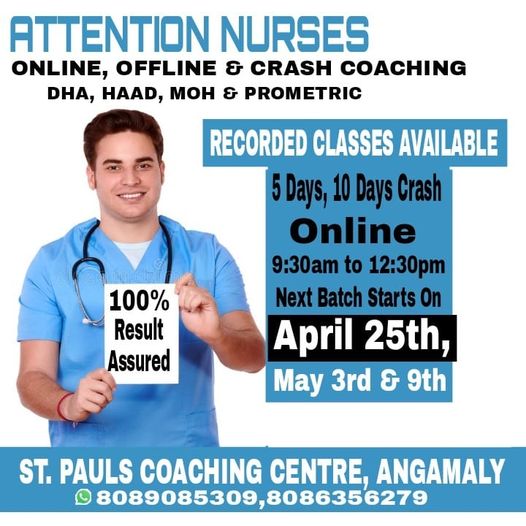 ATTENTION NURSES
ONLINE, OFFLINE & CRASH COACHING
DHA, HAAD, MOH & PROMETRIC
RECORDED CLASSES AVAILABLE
5 Days, 10 Days Crash
Online
9:30am to 12:30pm
Next Batch Starts On
April 25th,
May 3rd & 9th
100%
Result
Assured
ST. PAULS COACHING CENTRE, ANGAMALY
8089085309,8086356279